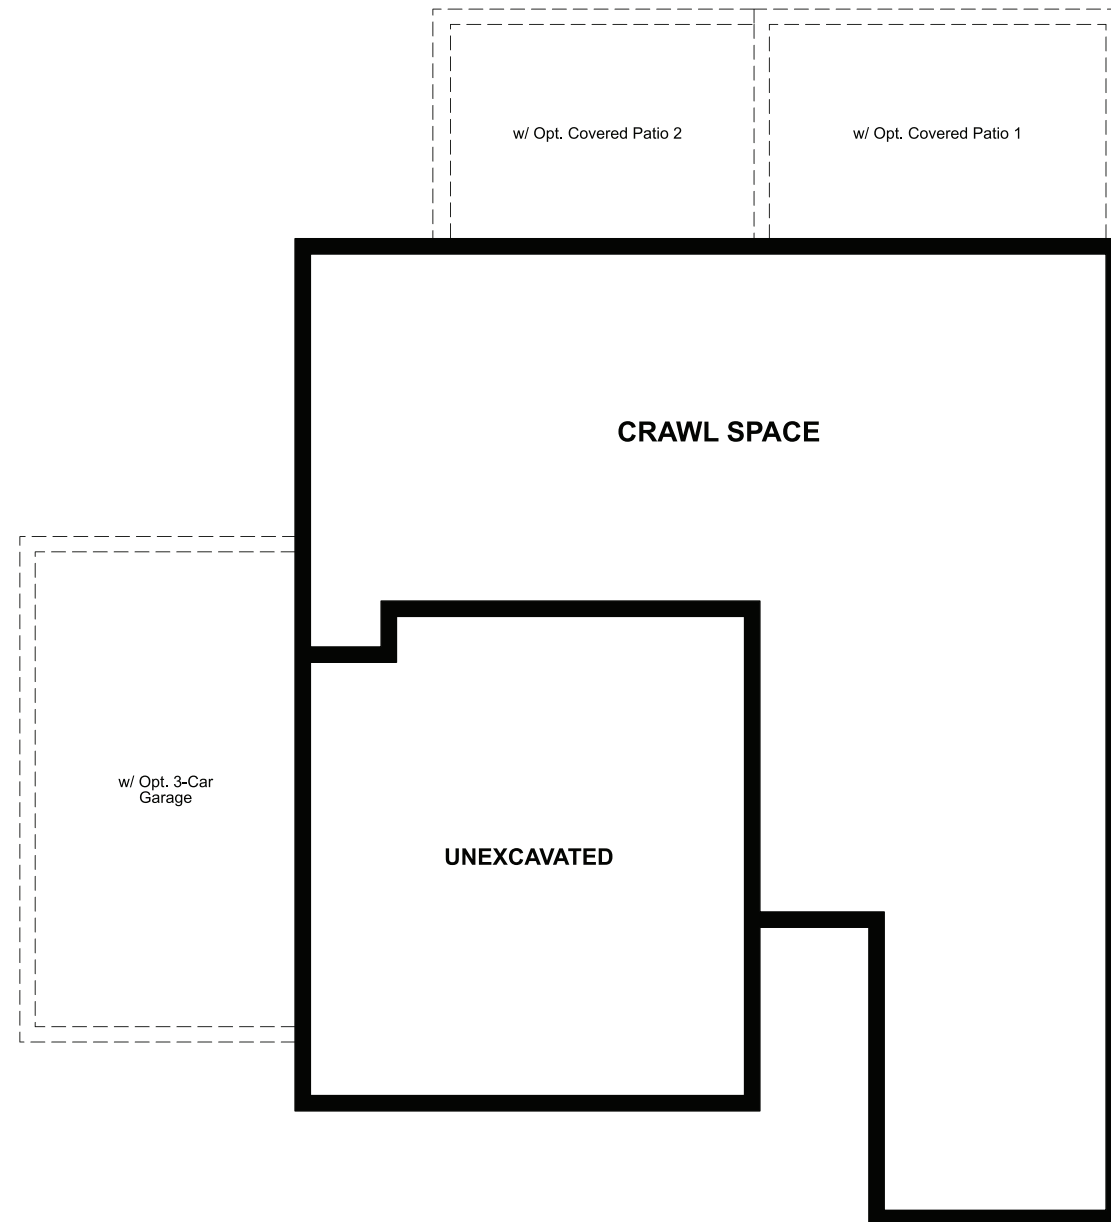 w/ Opt. Covered Patio 2
w/ Opt. Covered Patio 1
CRAWL SPACE
w/ Opt. 3-Car
Garage
UNEXCAVATED